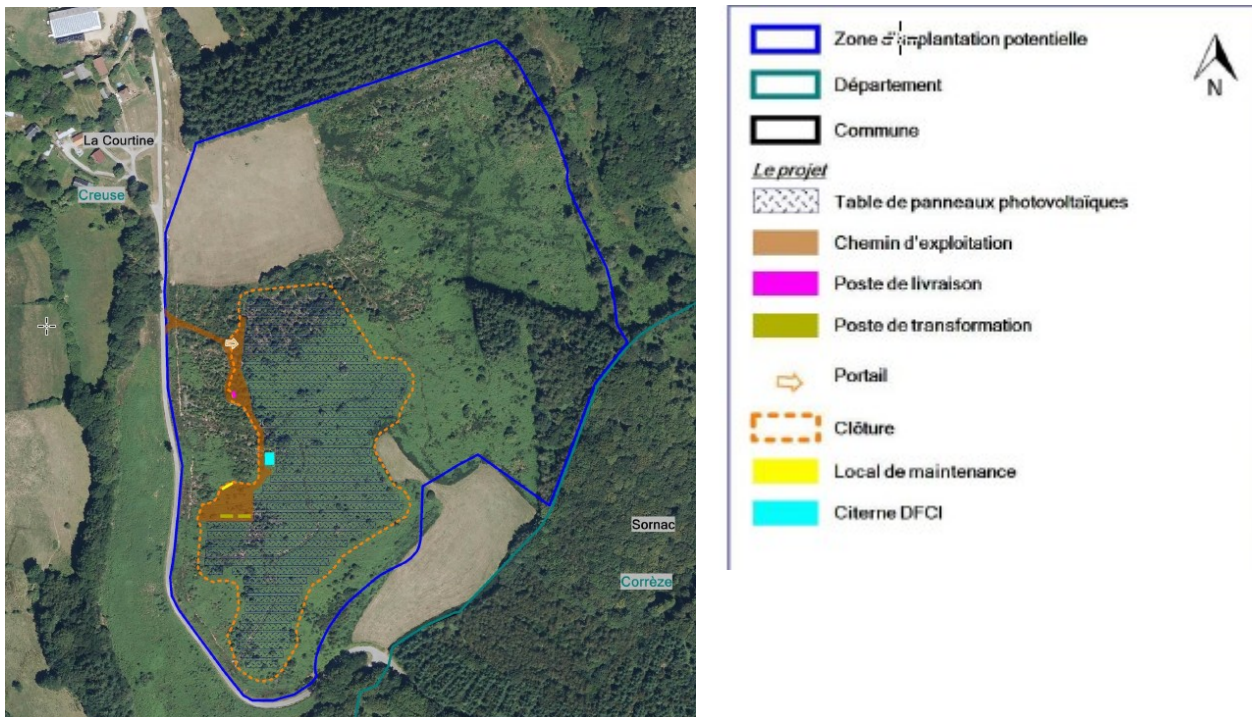 La Courtine
Creuse
Sornac
Corrèze
Zone d'implantation potentielle
Département
Commune
N
Le projet
Table de panneaux photovoltaïques
Chemin d'exploitation
Poste de livraison
Poste de transformation
Portail
Clôture
Local de maintenance
Citerne DFCI